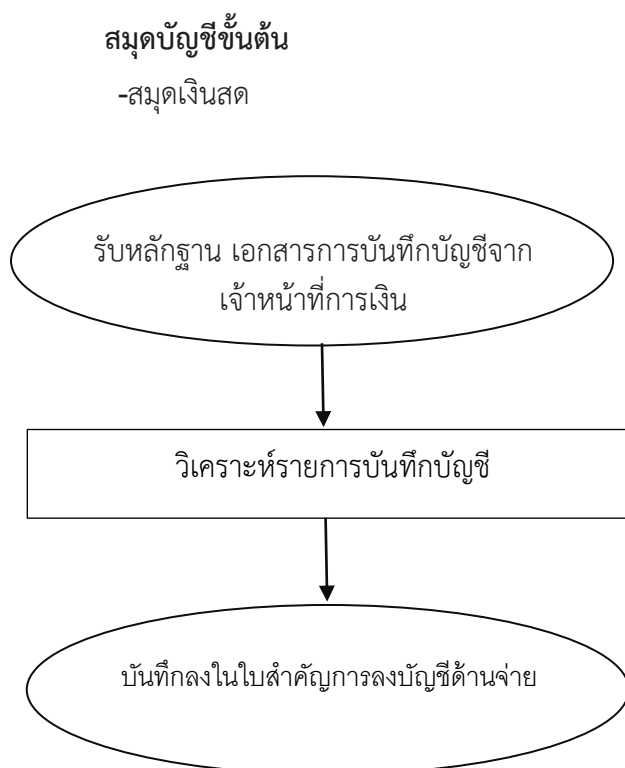 สมุดบัญชีขั้นต้น
-สมุดเงินสด
รับหลักฐาน เอกสารการบันทึกบัญชีจาก
เจ้าหน้าที่การเงิน
วิเคราะห์รายการบันทึกบัญชี
บันทึกลงในใบสำคัญการลงบัญชีด้านจ่าย